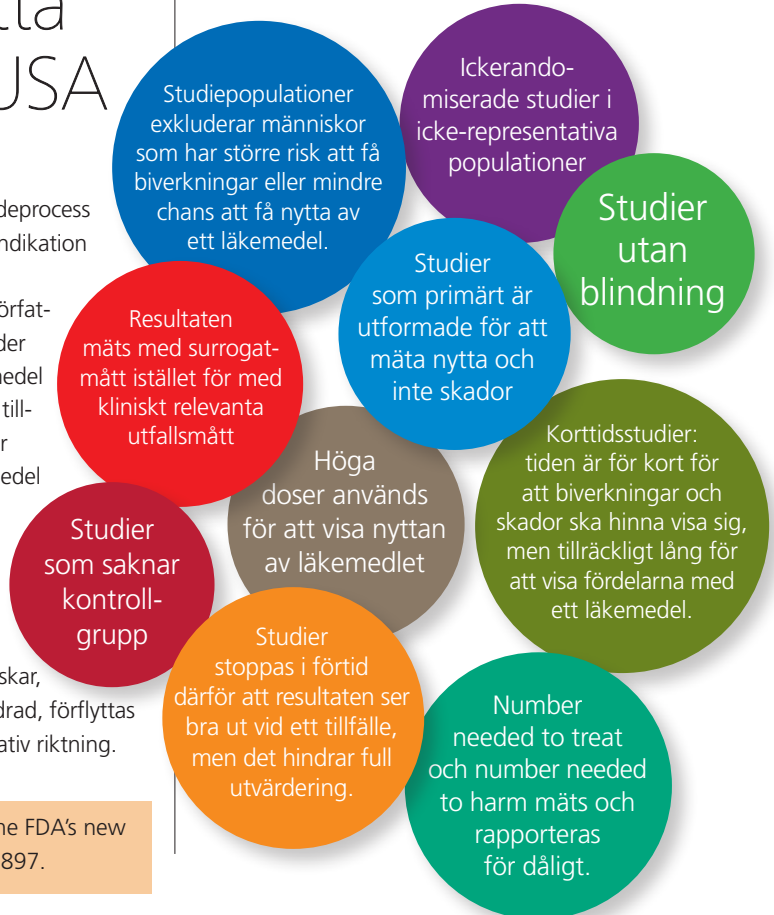 USA
Studiepopulationer
exkluderar människor
som har större risk att få
biverkningar eller mindre
chans att få nytta av
ett läkemedel.
Ickerando-
miserade studier i
icke-representativa
populationer
Studier
utan
blindning
Studier
som primärt är
utformade för att
mäta nytta och
inte skador
Resultaten
mäts med surrogat-
mått istället för med
kliniskt relevanta
utfallsmått
Höga
doser används
för att visa nyttan
av läkemedlet
Korttidsstudier:
tiden är för kort för
att biverkningar och
skador ska hinna visa sig,
men tillräckligt lång för
att visa fördelarna med
ett läkemedel.
Studier
som saknar
kontroll-
grupp
Studier
stoppas i förtid
därför att resultaten ser
bra ut vid ett tillfälle,
men det hindrar full
utvärdering.
Number
needed to treat
och number needed
to harm mäts och
rapporteras
för dåligt.
deprocess
ndikation
örfat-
der
edel
till-
r
edel
skar,
drad, förflyttas
ativ riktning.
ne FDA's new
897.